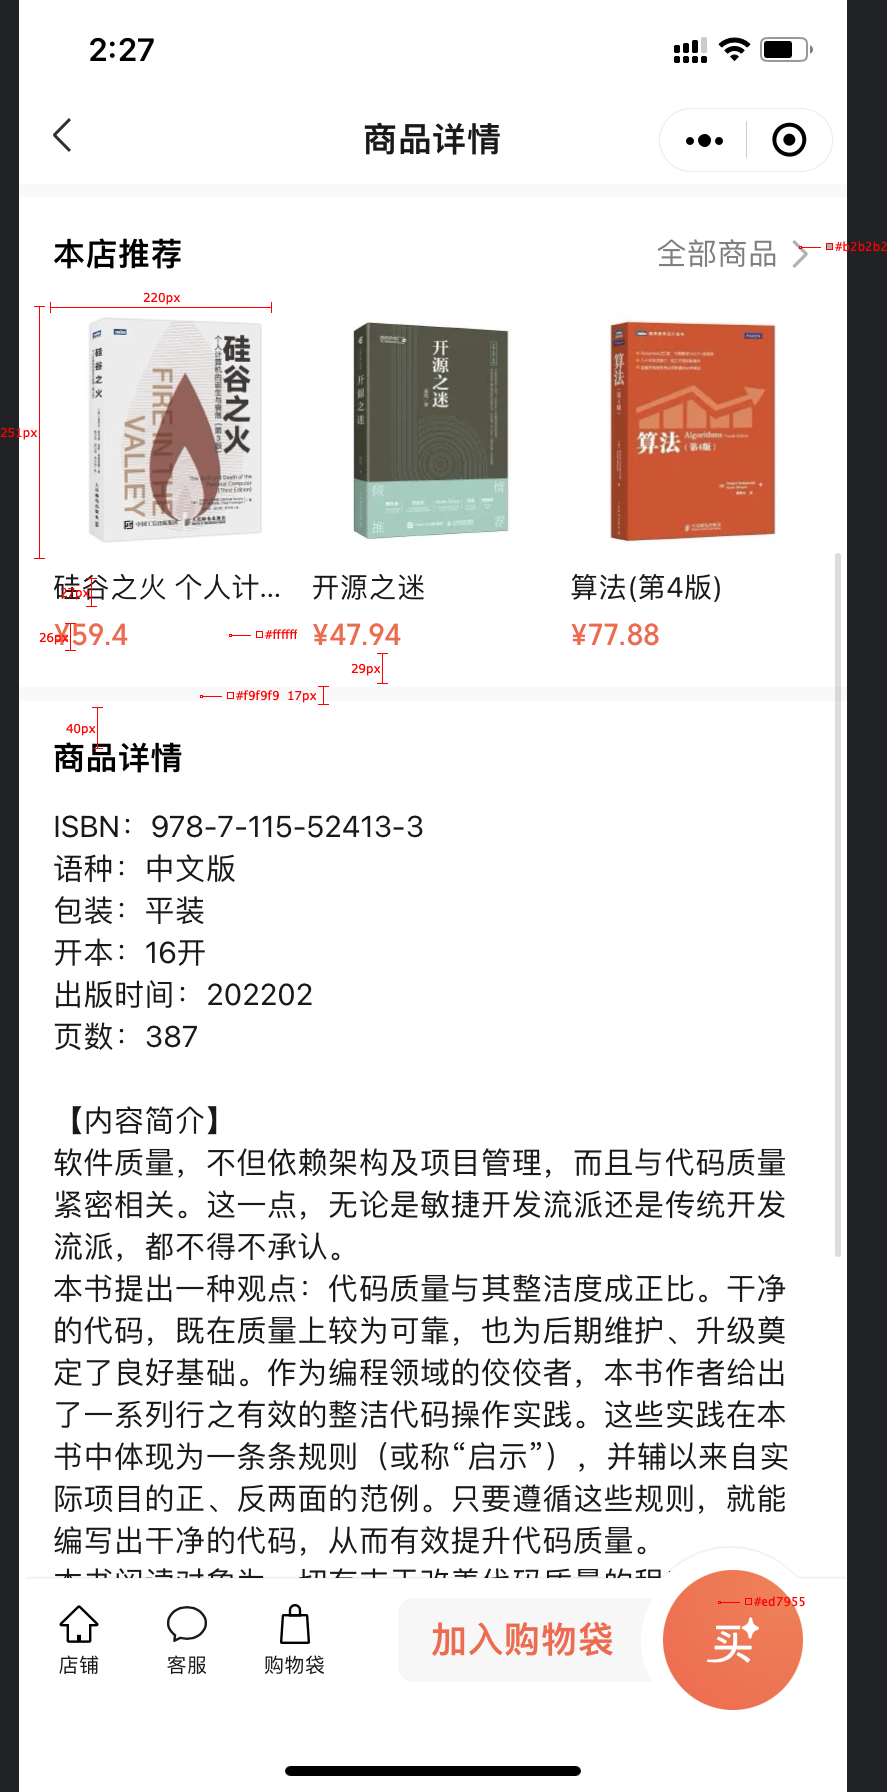 2:27
商品详情
本店推荐
全部商品
#b2b2b2
220px
251px
硅谷之火
个人计算机的诞生与衰落(第3版)
FIRE IN THE VALLEY
开源之迷
开源之迷
倾情推荐
算法
算法(第4版)
Algorithms
硅谷之火 个人计...
开源之迷
算法(第4版)
27px
¥59.4
¥47.94
¥77.88
26px
#ffffff
29px
#f9f9f9
17px
40px
商品详情
ISBN：978-7-115-52413-3
语种：中文版
包装：平装
开本：16开
出版时间：202202
页数：387
【内容简介】
软件质量，不但依赖架构及项目管理，而且与代码质量
紧密相关。这一点，无论是敏捷开发流派还是传统开发
流派，都不得不承认。
本书提出一种观点：代码质量与其整洁度成正比。干净
的代码，既在质量上较为可靠，也为后期维护、升级奠
定了良好基础。作为编程领域的佼佼者，本书作者给出
了一系列行之有效的整洁代码操作实践。这些实践在本
书中体现为一条条规则（或称“启示”），并辅以来自实
际项目的正、反两面的范例。只要遵循这些规则，就能
编写出干净的代码，从而有效提升代码质量。
#ed7955
店铺
客服
购物袋
加入购物袋
买